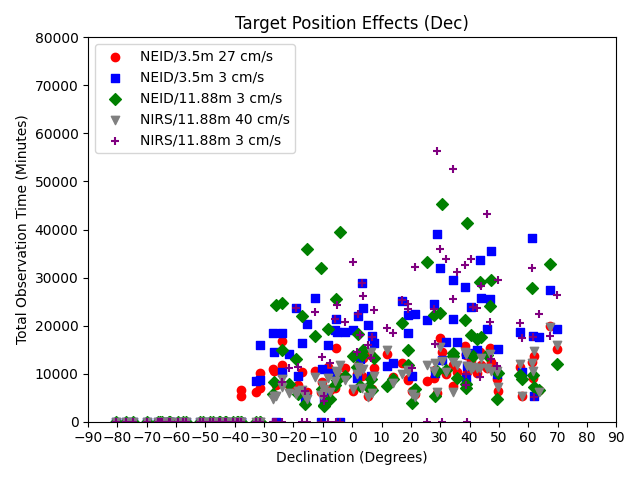 Target Position Effects (Dec)
NEID/3.5m 27 cm/s
NEID/3.5m 3 cm/s
NEID/11.88m 3 cm/s
NIRS/11.88m 40 cm/s
NIRS/11.88m 3 cm/s
Total Observation Time (Minutes)
80000
70000
60000
50000
40000
30000
20000
10000
0
−90 −80 −70 −60 −50 −40 −30 −20 −10 0 10 20 30 40 50 60 70 80 90
Declination (Degrees)